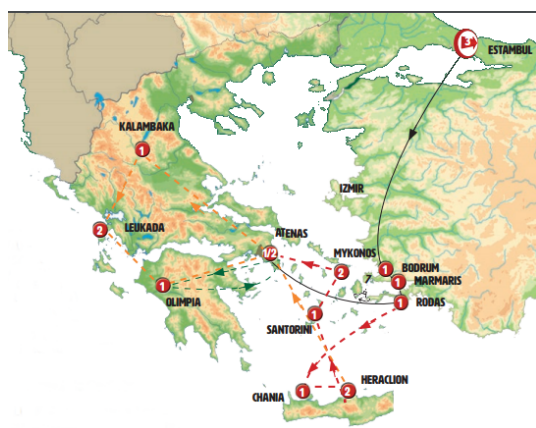 3
ESTAMBUL
KALAMBAKA
1
IZMIR
2
LEUKADA
ATENAS
1/2
MYKONOS
2
7
1
BODRUM
1
MARMARIS
1
OLIMPIA
1
RODAS
SANTORINI
1
CHANIA
1
2
HERACLION